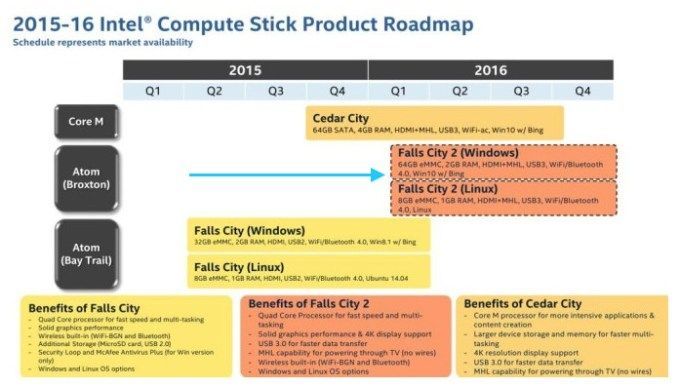 2015-16 Intel® Compute Stick Product Roadmap
Schedule represents market availability
2015 2016
Q1 Q2 Q3 Q4 Q1 Q2 Q3 Q4
Core M
Cedar City
64GB SATA, 4GB RAM, HDMI+MHL, USB3, WiFi-ac, Win10 w/ Bing
Atom
(Broxton)
Falls City 2 (Windows)
64GB eMMC, 2GB RAM, HDMI+MHL, USB3, WiFi/Bluetooth
4.0, Win10 w/ Bing
Falls City 2 (Linux)
8GB eMMC, 1GB RAM, HDMI+MHL, USB3, WiFi/Bluetooth
4.0, Linux
Atom
(Bay Trail)
Falls City (Windows)
32GB eMMC, 2GB RAM, HDMI, USB2, WiFi/Bluetooth 4.0, Win8.1 w/ Bing
Falls City (Linux)
8GB eMMC, 1GB RAM, HDMI, USB2, WiFi/Bluetooth 4.0, Ubuntu 14.04
Benefits of Falls City
- Quad Core processor for fast speed and multi-tasking
- Solid graphics performance
- Wireless built-in (WiFi-BGN and Bluetooth)
- Additional Storage (MicroSD card, USB 2.0)
- Security Loop and McAfee Antivirus Plus (for Win version
only)
- Windows and Linux OS options
Benefits of Falls City 2
- Quad Core Processor for fast speed and multi-
tasking
- Solid graphics performance & 4K display support
- USB 3.0 for faster data transfer
- MHL capability for powering through TV (no wires)
- Wireless built-in (WiFi-BGN and Bluetooth)
- Windows and Linux OS options
Benefits of Cedar City
- Core M processor for more intensive applications &
content creation
- Larger device storage and memory for faster multi-
tasking
- 4K resolution display support
- USB 3.0 for faster data transfer
- MHL capability for powering through TV (no wires)